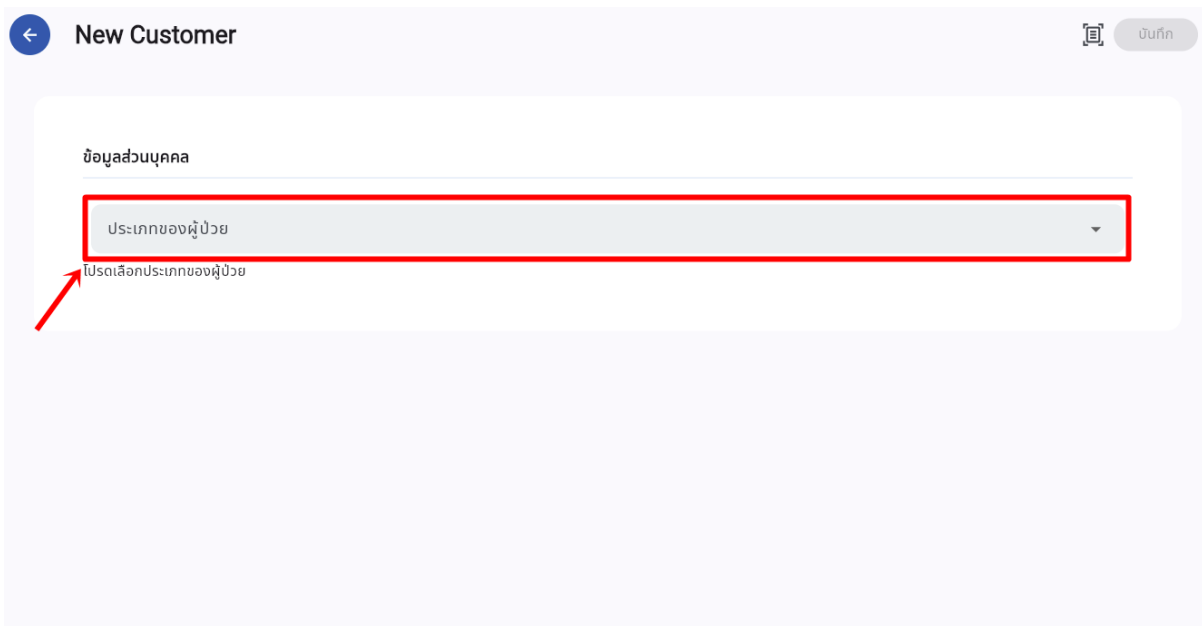 New Customer
บันทึก
ข้อมูลส่วนบุคคล
ประเภทของผู้ป่วย
โปรดเลือกประเภทของผู้ป่วย